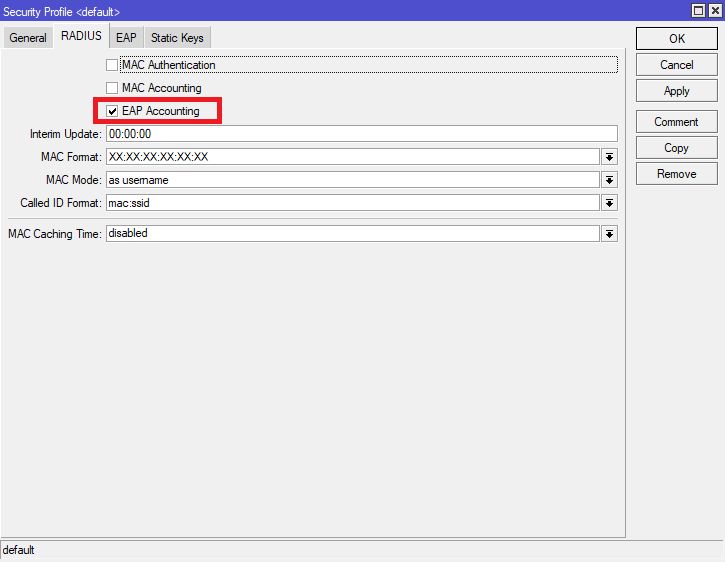 Security Profile <default>
General RADIUS EAP Static Keys
OK
MAC Authentication
Cancel
MAC Accounting
Apply
EAP Accounting
Comment
Interim Update: 00:00:00
Copy
MAC Format: XX:XX:XX:XX:XX:XX
Remove
MAC Mode: as username
Called ID Format: mac:ssid
MAC Caching Time: disabled
default